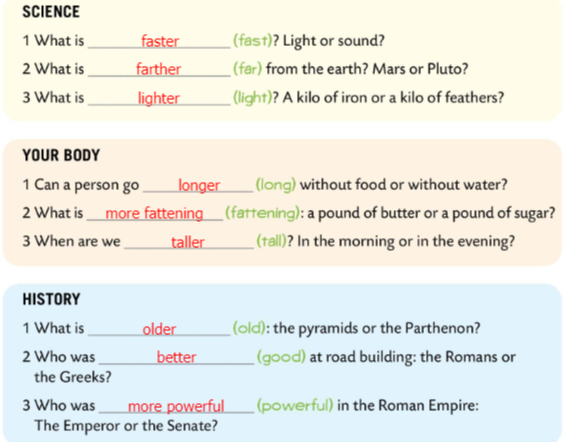 SCIENCE
1 What is faster (fast)? Light or sound?
2 What is farther (far) from the earth? Mars or Pluto?
3 What is lighter (light)? A kilo of iron or a kilo of feathers?
YOUR BODY
1 Can a person go longer (long) without food or without water?
2 What is more fattening (fattening): a pound of butter or a pound of sugar?
3 When are we taller (tall)? In the morning or in the evening?
HISTORY
1 What is older (old): the pyramids or the Parthenon?
2 Who was better (good) at road building: the Romans or
the Greeks?
3 Who was more powerful (powerful) in the Roman Empire:
The Emperor or the Senate?